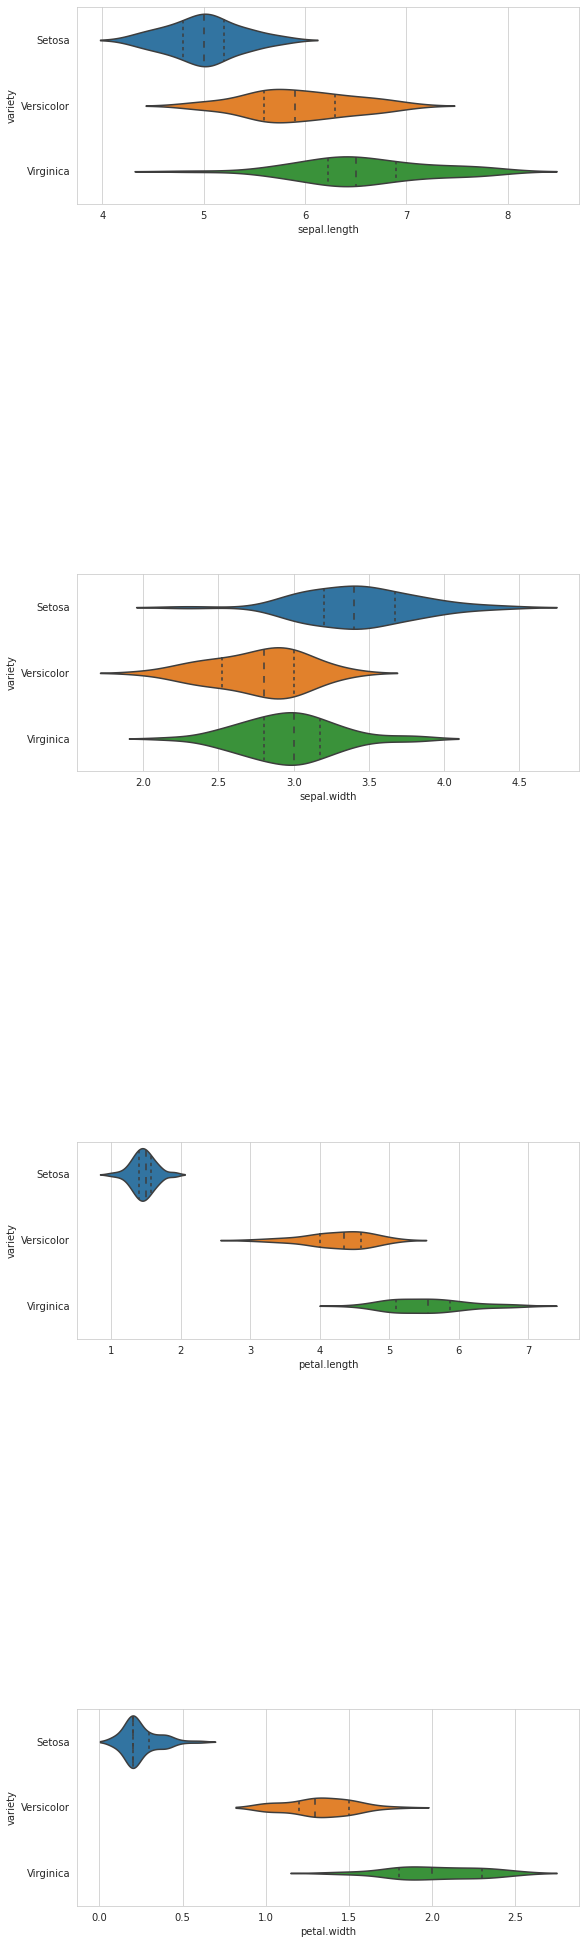 Setosa
Versicolor
Virginica
variety
4 5 6 7 8
sepal.length
Setosa
Versicolor
Virginica
variety
2.0 2.5 3.0 3.5 4.0 4.5
sepal.width
Setosa
Versicolor
Virginica
variety
1 2 3 4 5 6 7
petal.length
Setosa
Versicolor
Virginica
variety
0.0 0.5 1.0 1.5 2.0 2.5
petal.width